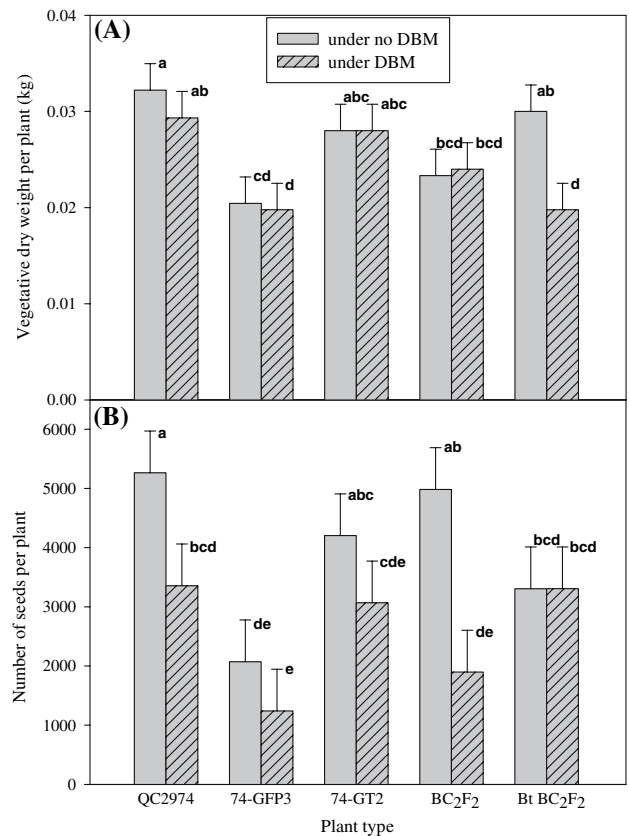 (A)
under no DBM
under DBM
Vegetative dry weight per plant (kg)
0.04
0.03
0.02
0.01
0.00
a
ab
cd
d
abc
abc
bcd
bcd
ab
d
(B)
Number of seeds per plant
6000
5000
4000
3000
2000
1000
0
a
bcd
de
e
abc
cde
ab
de
bcd
bcd
QC2974
74-GFP3
74-GT2
BC₂F₂
Bt BC₂F₂
Plant type